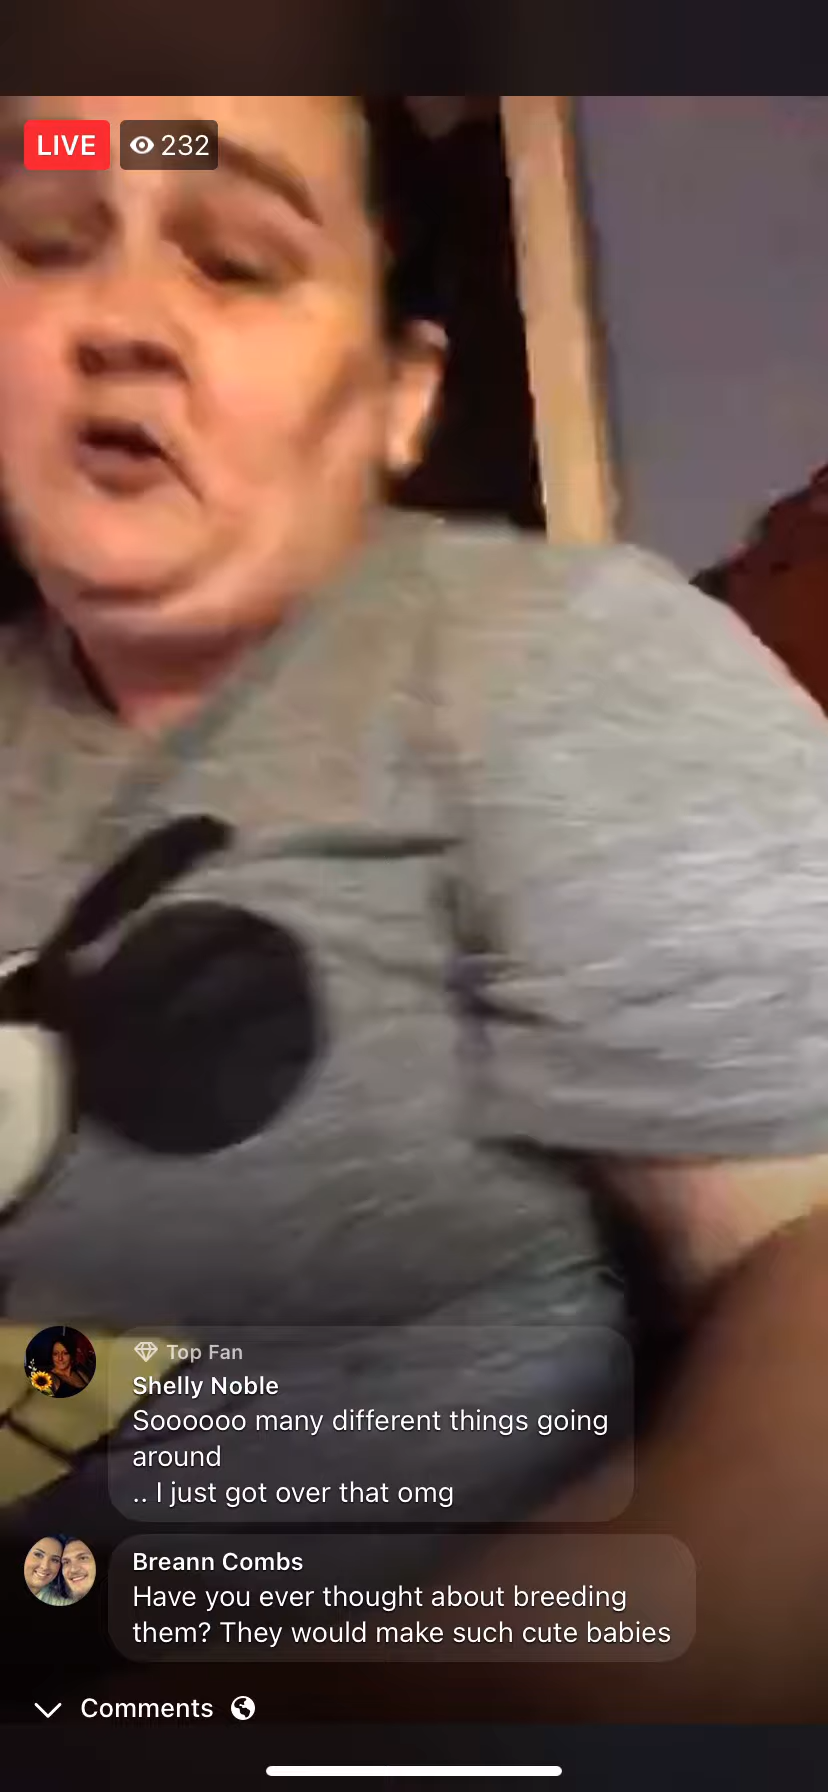 LIVE 232
Top Fan
Shelly Noble
Soooooo many different things going
around
.. I just got over that omg
Breann Combs
Have you ever thought about breeding
them? They would make such cute babies
Comments